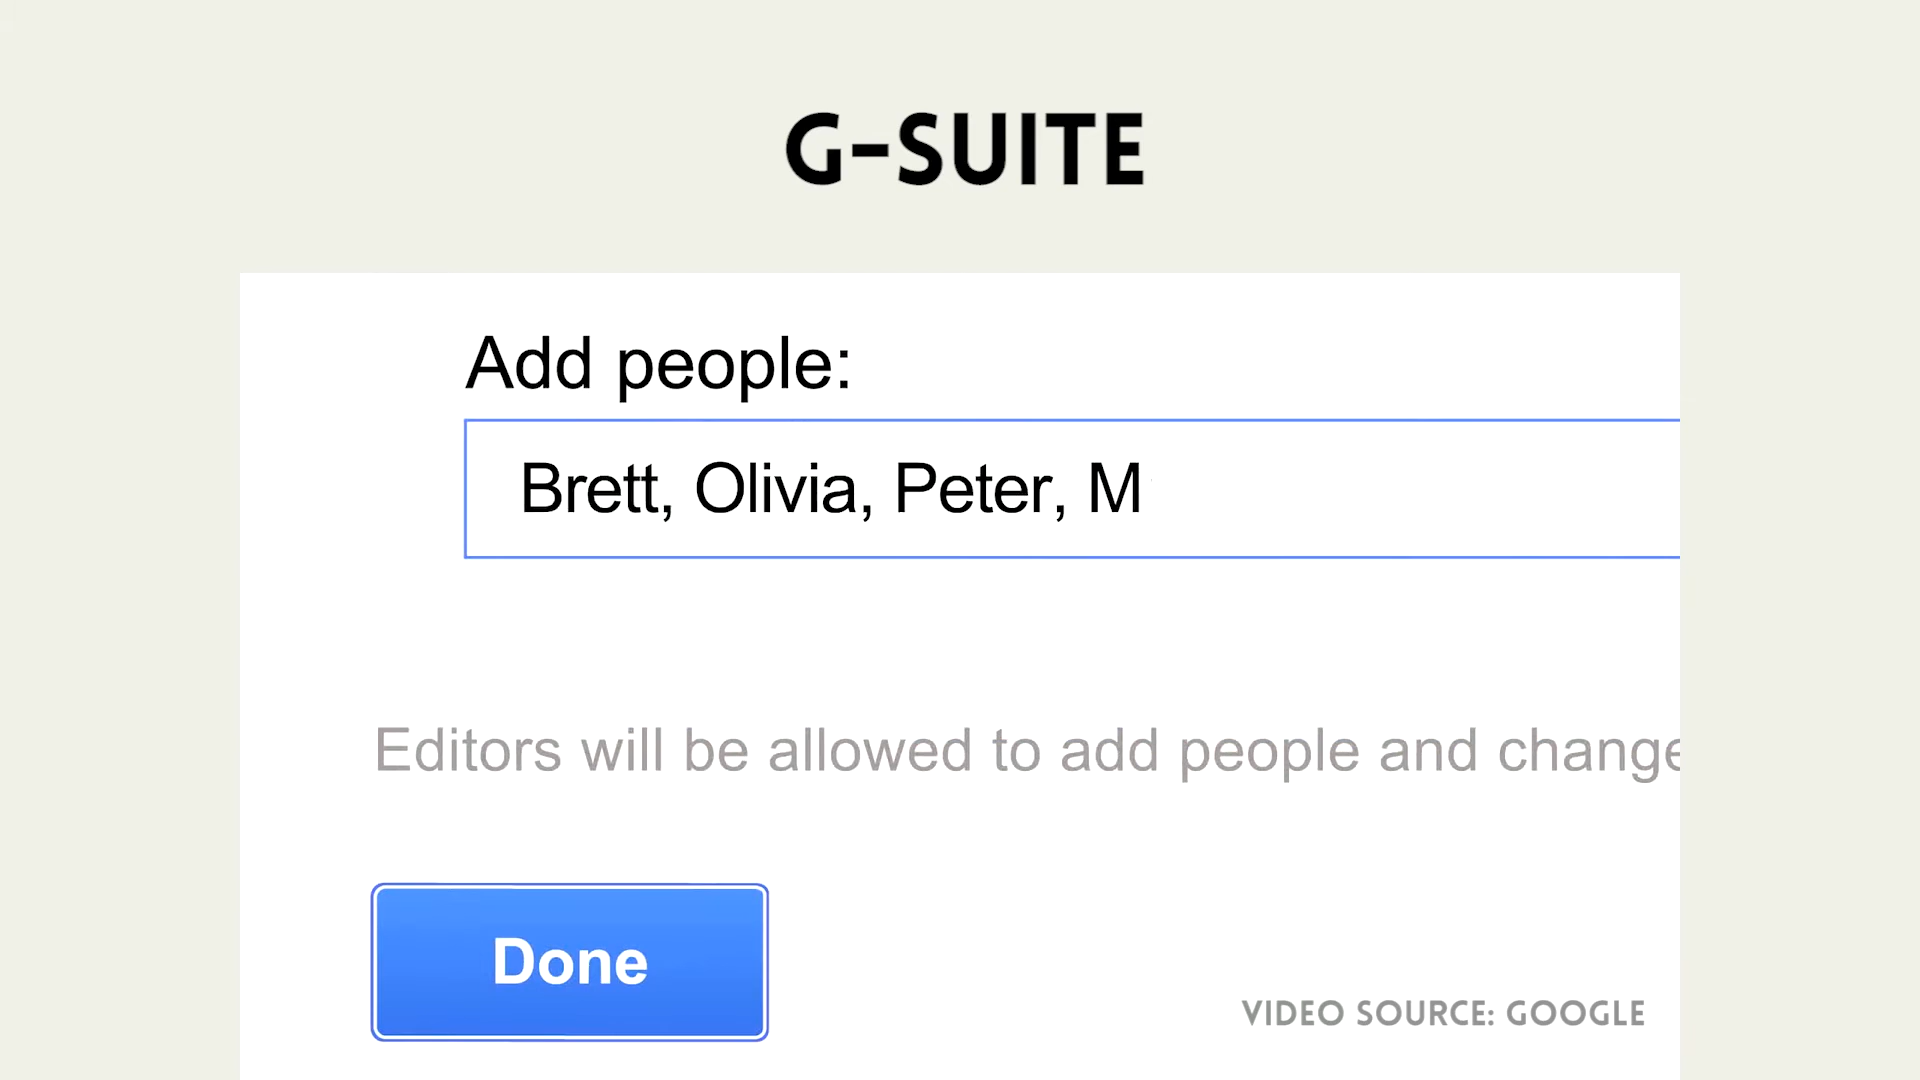 G-SUITE
Add people:
Brett, Olivia, Peter, M
Editors will be allowed to add people and change
Done
VIDEO SOURCE: GOOGLE